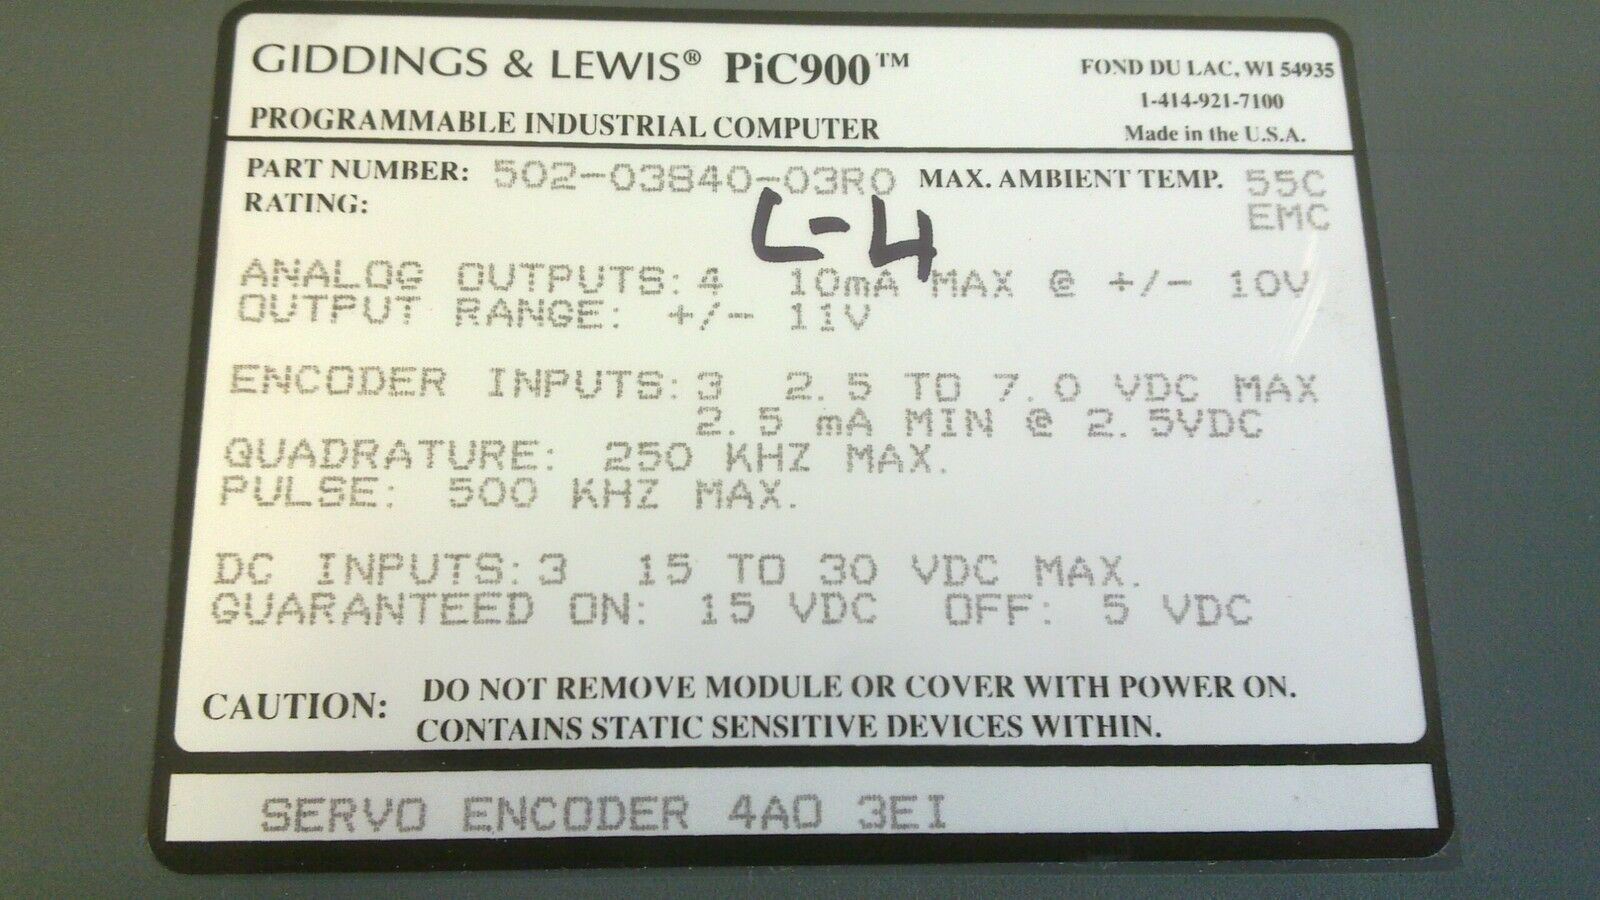 GIDDINGS & LEWIS® PiC900™
FOND DU LAC, WI 54935
1-414-921-7100
PROGRAMMABLE INDUSTRIAL COMPUTER
Made in the U.S.A.
PART NUMBER: 502-03840-03R0 MAX. AMBIENT TEMP. 55C
RATING: EMC
L-4
ANALOG OUTPUTS:4 10mA MAX @ +/- 10V
OUTPUT RANGE: +/- 11V
ENCODER INPUTS:3 2.5 TO 7.0 VDC MAX
2.5 mA MIN @ 2.5VDC
QUADRATURE: 250 KHZ MAX.
PULSE: 500 KHZ MAX.
DC INPUTS:3 15 TO 30 VDC MAX.
GUARANTEED ON: 15 VDC OFF: 5 VDC
CAUTION: DO NOT REMOVE MODULE OR COVER WITH POWER ON.
CONTAINS STATIC SENSITIVE DEVICES WITHIN.
SERVO ENCODER 4AO 3EI